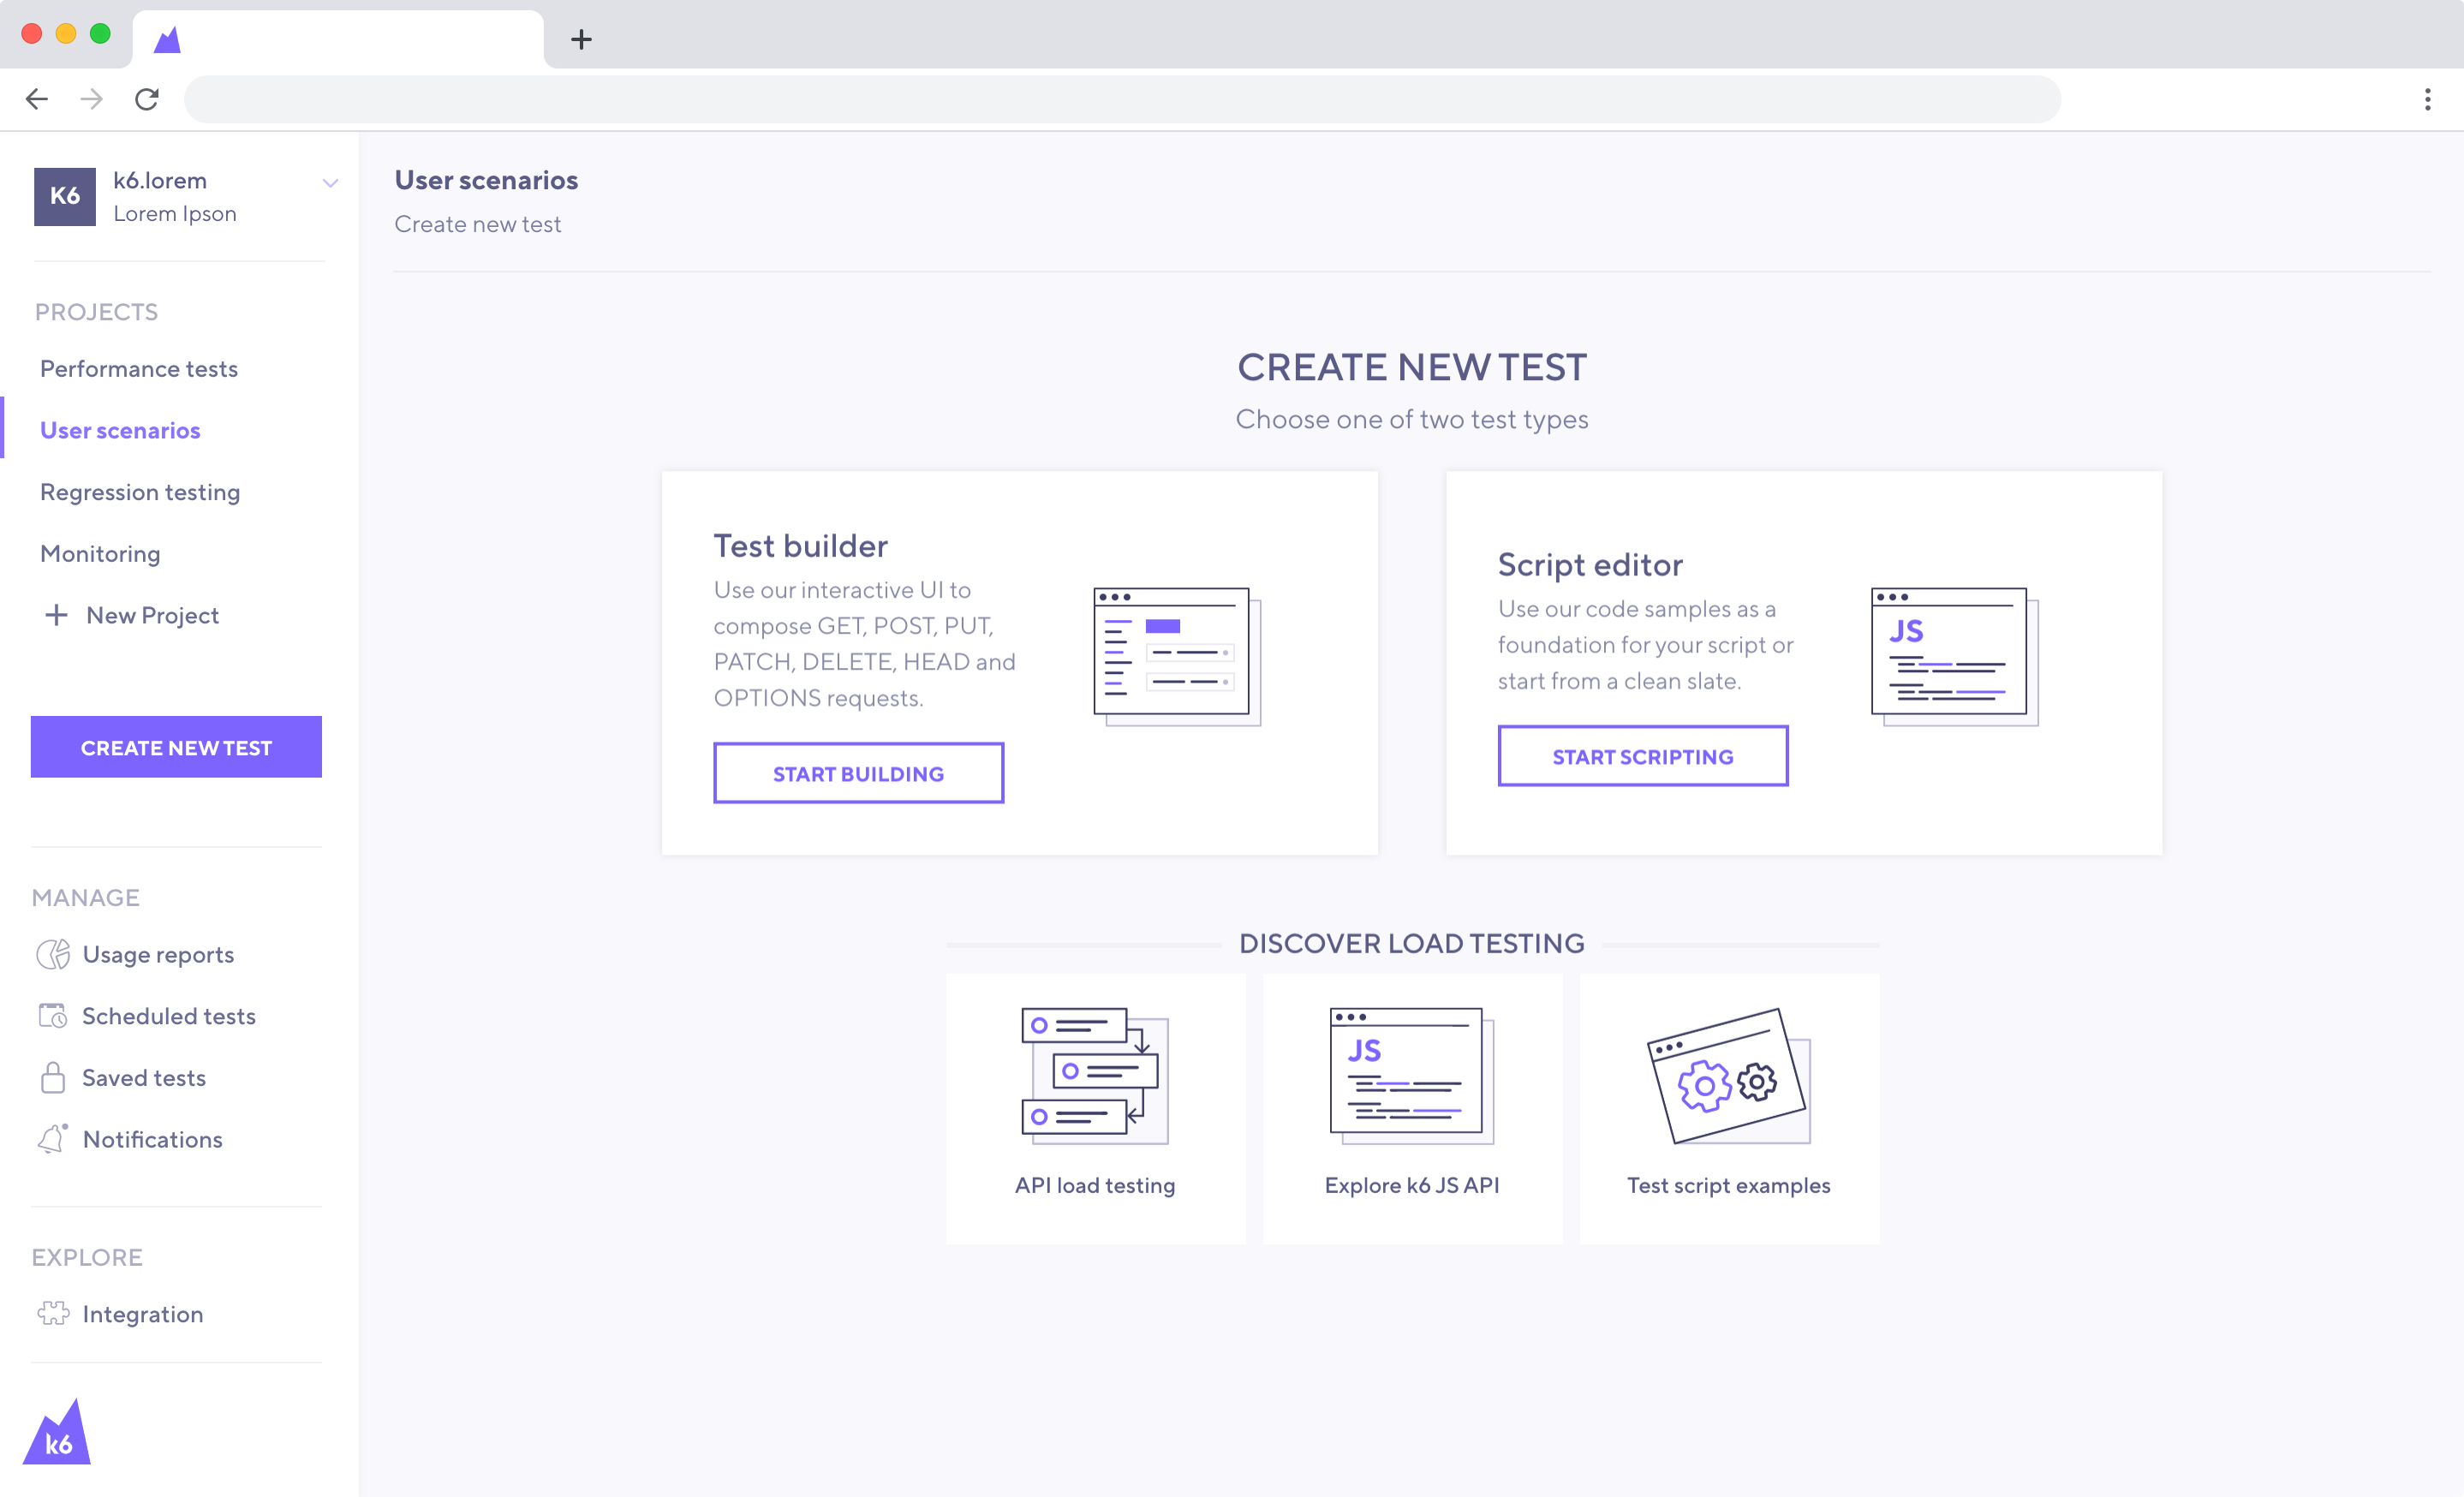 K6
k6.lorem
Lorem Ipson
PROJECTS
Performance tests
User scenarios
Regression testing
Monitoring
New Project
CREATE NEW TEST
MANAGE
Usage reports
Scheduled tests
Saved tests
Notifications
EXPLORE
Integration
k6
User scenarios
Create new test
CREATE NEW TEST
Choose one of two test types
Test builder
Use our interactive UI to
compose GET, POST, PUT,
PATCH, DELETE, HEAD and
OPTIONS requests.
START BUILDING
Script editor
Use our code samples as a
foundation for your script or
start from a clean slate.
START SCRIPTING
JS
DISCOVER LOAD TESTING
API load testing
JS
Explore k6 JS API
Test script examples